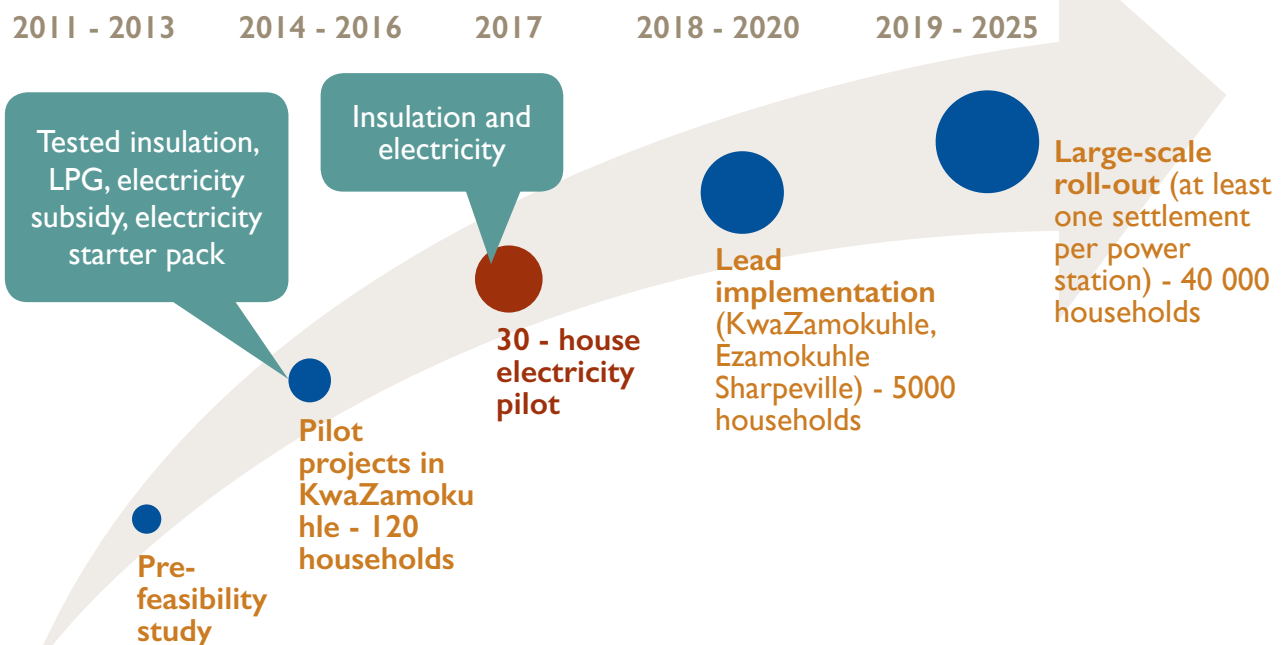 2011 - 2013
2014 - 2016
2017
2018 - 2020
2019 - 2025
Tested insulation,
LPG, electricity
subsidy, electricity
starter pack
Insulation and
electricity
Pre-
feasibility
study
Pilot
projects in
KwaZamoku
hle - 120
households
30 - house
electricity
pilot
Lead
implementation
(KwaZamokuhle,
Ezamokuhle
Sharpeville) - 5000
households
Large-scale
roll-out (at least
one settlement
per power
station) - 40 000
households